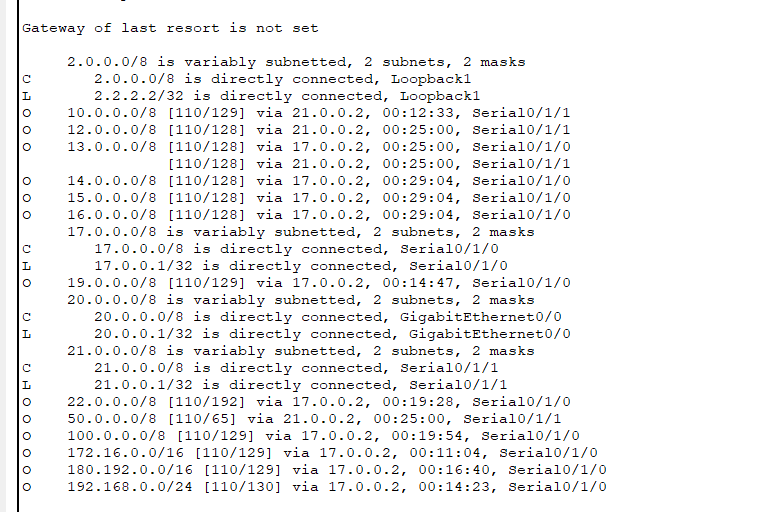 Gateway of last resort is not set
2.0.0.0/8 is variably subnetted, 2 subnets, 2 masks
C 2.0.0.0/8 is directly connected, Loopback1
L 2.2.2.2/32 is directly connected, Loopback1
O 10.0.0.0/8 [110/129] via 21.0.0.2, 00:12:33, Serial0/1/1
O 12.0.0.0/8 [110/128] via 21.0.0.2, 00:25:00, Serial0/1/1
O 13.0.0.0/8 [110/128] via 17.0.0.2, 00:25:00, Serial0/1/0
[110/128] via 21.0.0.2, 00:25:00, Serial0/1/1
O 14.0.0.0/8 [110/128] via 17.0.0.2, 00:29:04, Serial0/1/0
O 15.0.0.0/8 [110/128] via 17.0.0.2, 00:29:04, Serial0/1/0
O 16.0.0.0/8 [110/128] via 17.0.0.2, 00:29:04, Serial0/1/0
17.0.0.0/8 is variably subnetted, 2 subnets, 2 masks
C 17.0.0.0/8 is directly connected, Serial0/1/0
L 17.0.0.1/32 is directly connected, Serial0/1/0
O 19.0.0.0/8 [110/129] via 17.0.0.2, 00:14:47, Serial0/1/0
20.0.0.0/8 is variably subnetted, 2 subnets, 2 masks
C 20.0.0.0/8 is directly connected, GigabitEthernet0/0
L 20.0.0.1/32 is directly connected, GigabitEthernet0/0
21.0.0.0/8 is variably subnetted, 2 subnets, 2 masks
C 21.0.0.0/8 is directly connected, Serial0/1/1
L 21.0.0.1/32 is directly connected, Serial0/1/1
O 22.0.0.0/8 [110/192] via 17.0.0.2, 00:19:28, Serial0/1/0
O 50.0.0.0/8 [110/65] via 21.0.0.2, 00:25:00, Serial0/1/1
O 100.0.0.0/8 [110/129] via 17.0.0.2, 00:19:54, Serial0/1/0
O 172.16.0.0/16 [110/129] via 17.0.0.2, 00:11:04, Serial0/1/0
O 180.192.0.0/16 [110/129] via 17.0.0.2, 00:16:40, Serial0/1/0
O 192.168.0.0/24 [110/130] via 17.0.0.2, 00:14:23, Serial0/1/0